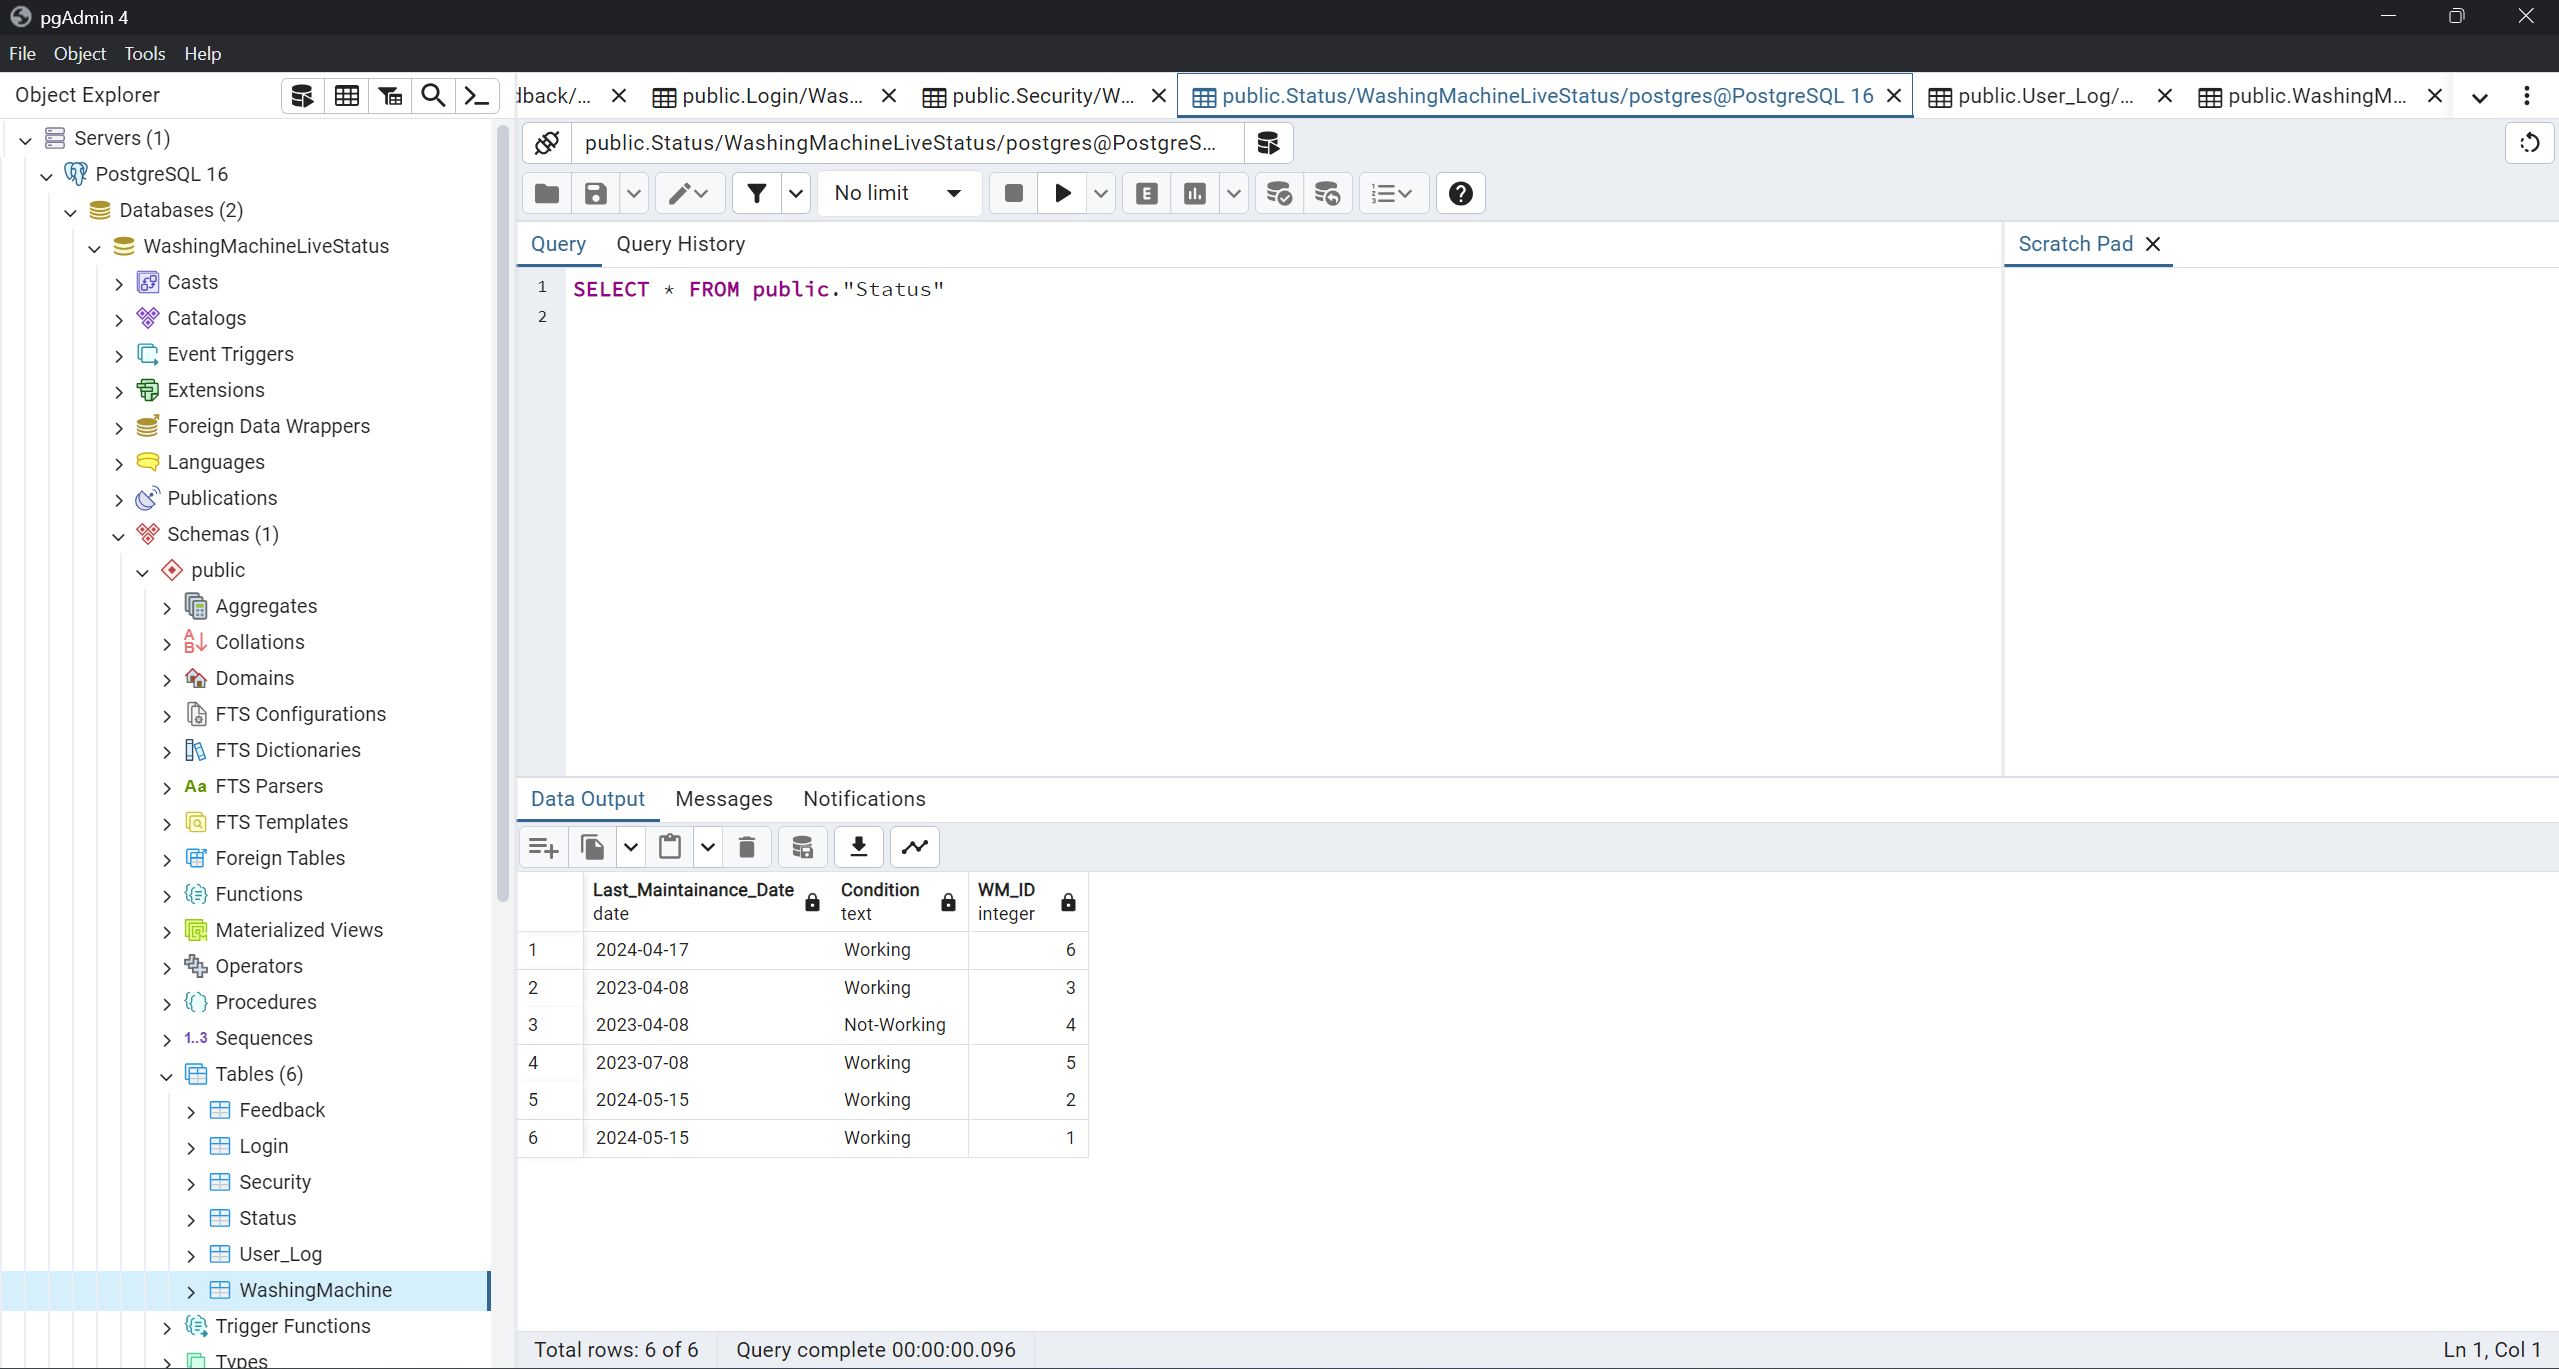 pgAdmin 4
File Object Tools Help
Object Explorer
Servers (1)
PostgreSQL 16
Databases (2)
WashingMachineLiveStatus
Casts
Catalogs
Event Triggers
Extensions
Foreign Data Wrappers
Languages
Publications
Schemas (1)
public
Aggregates
Collations
Domains
FTS Configurations
FTS Dictionaries
Aa FTS Parsers
FTS Templates
Foreign Tables
Functions
Materialized Views
Operators
Procedures
1..3 Sequences
Tables (6)
Feedback
Login
Security
Status
User_Log
WashingMachine
Trigger Functions
Types
dback/... public.Login/Was... public.Security/W... public.Status/WashingMachineLiveStatus/postgres@PostgreSQL 16 public.User_Log/... public.WashingM...
public.Status/WashingMachineLiveStatus/postgres@PostgreS...
No limit E
Query Query History
Scratch Pad
1 SELECT * FROM public."Status"
2
Data Output Messages Notifications
Last_Maintainance_Date Condition WM_ID
date text integer
1 2024-04-17 Working 6
2 2023-04-08 Working 3
3 2023-04-08 Not-Working 4
4 2023-07-08 Working 5
5 2024-05-15 Working 2
6 2024-05-15 Working 1
Total rows: 6 of 6 Query complete 00:00:00.096 Ln 1, Col 1